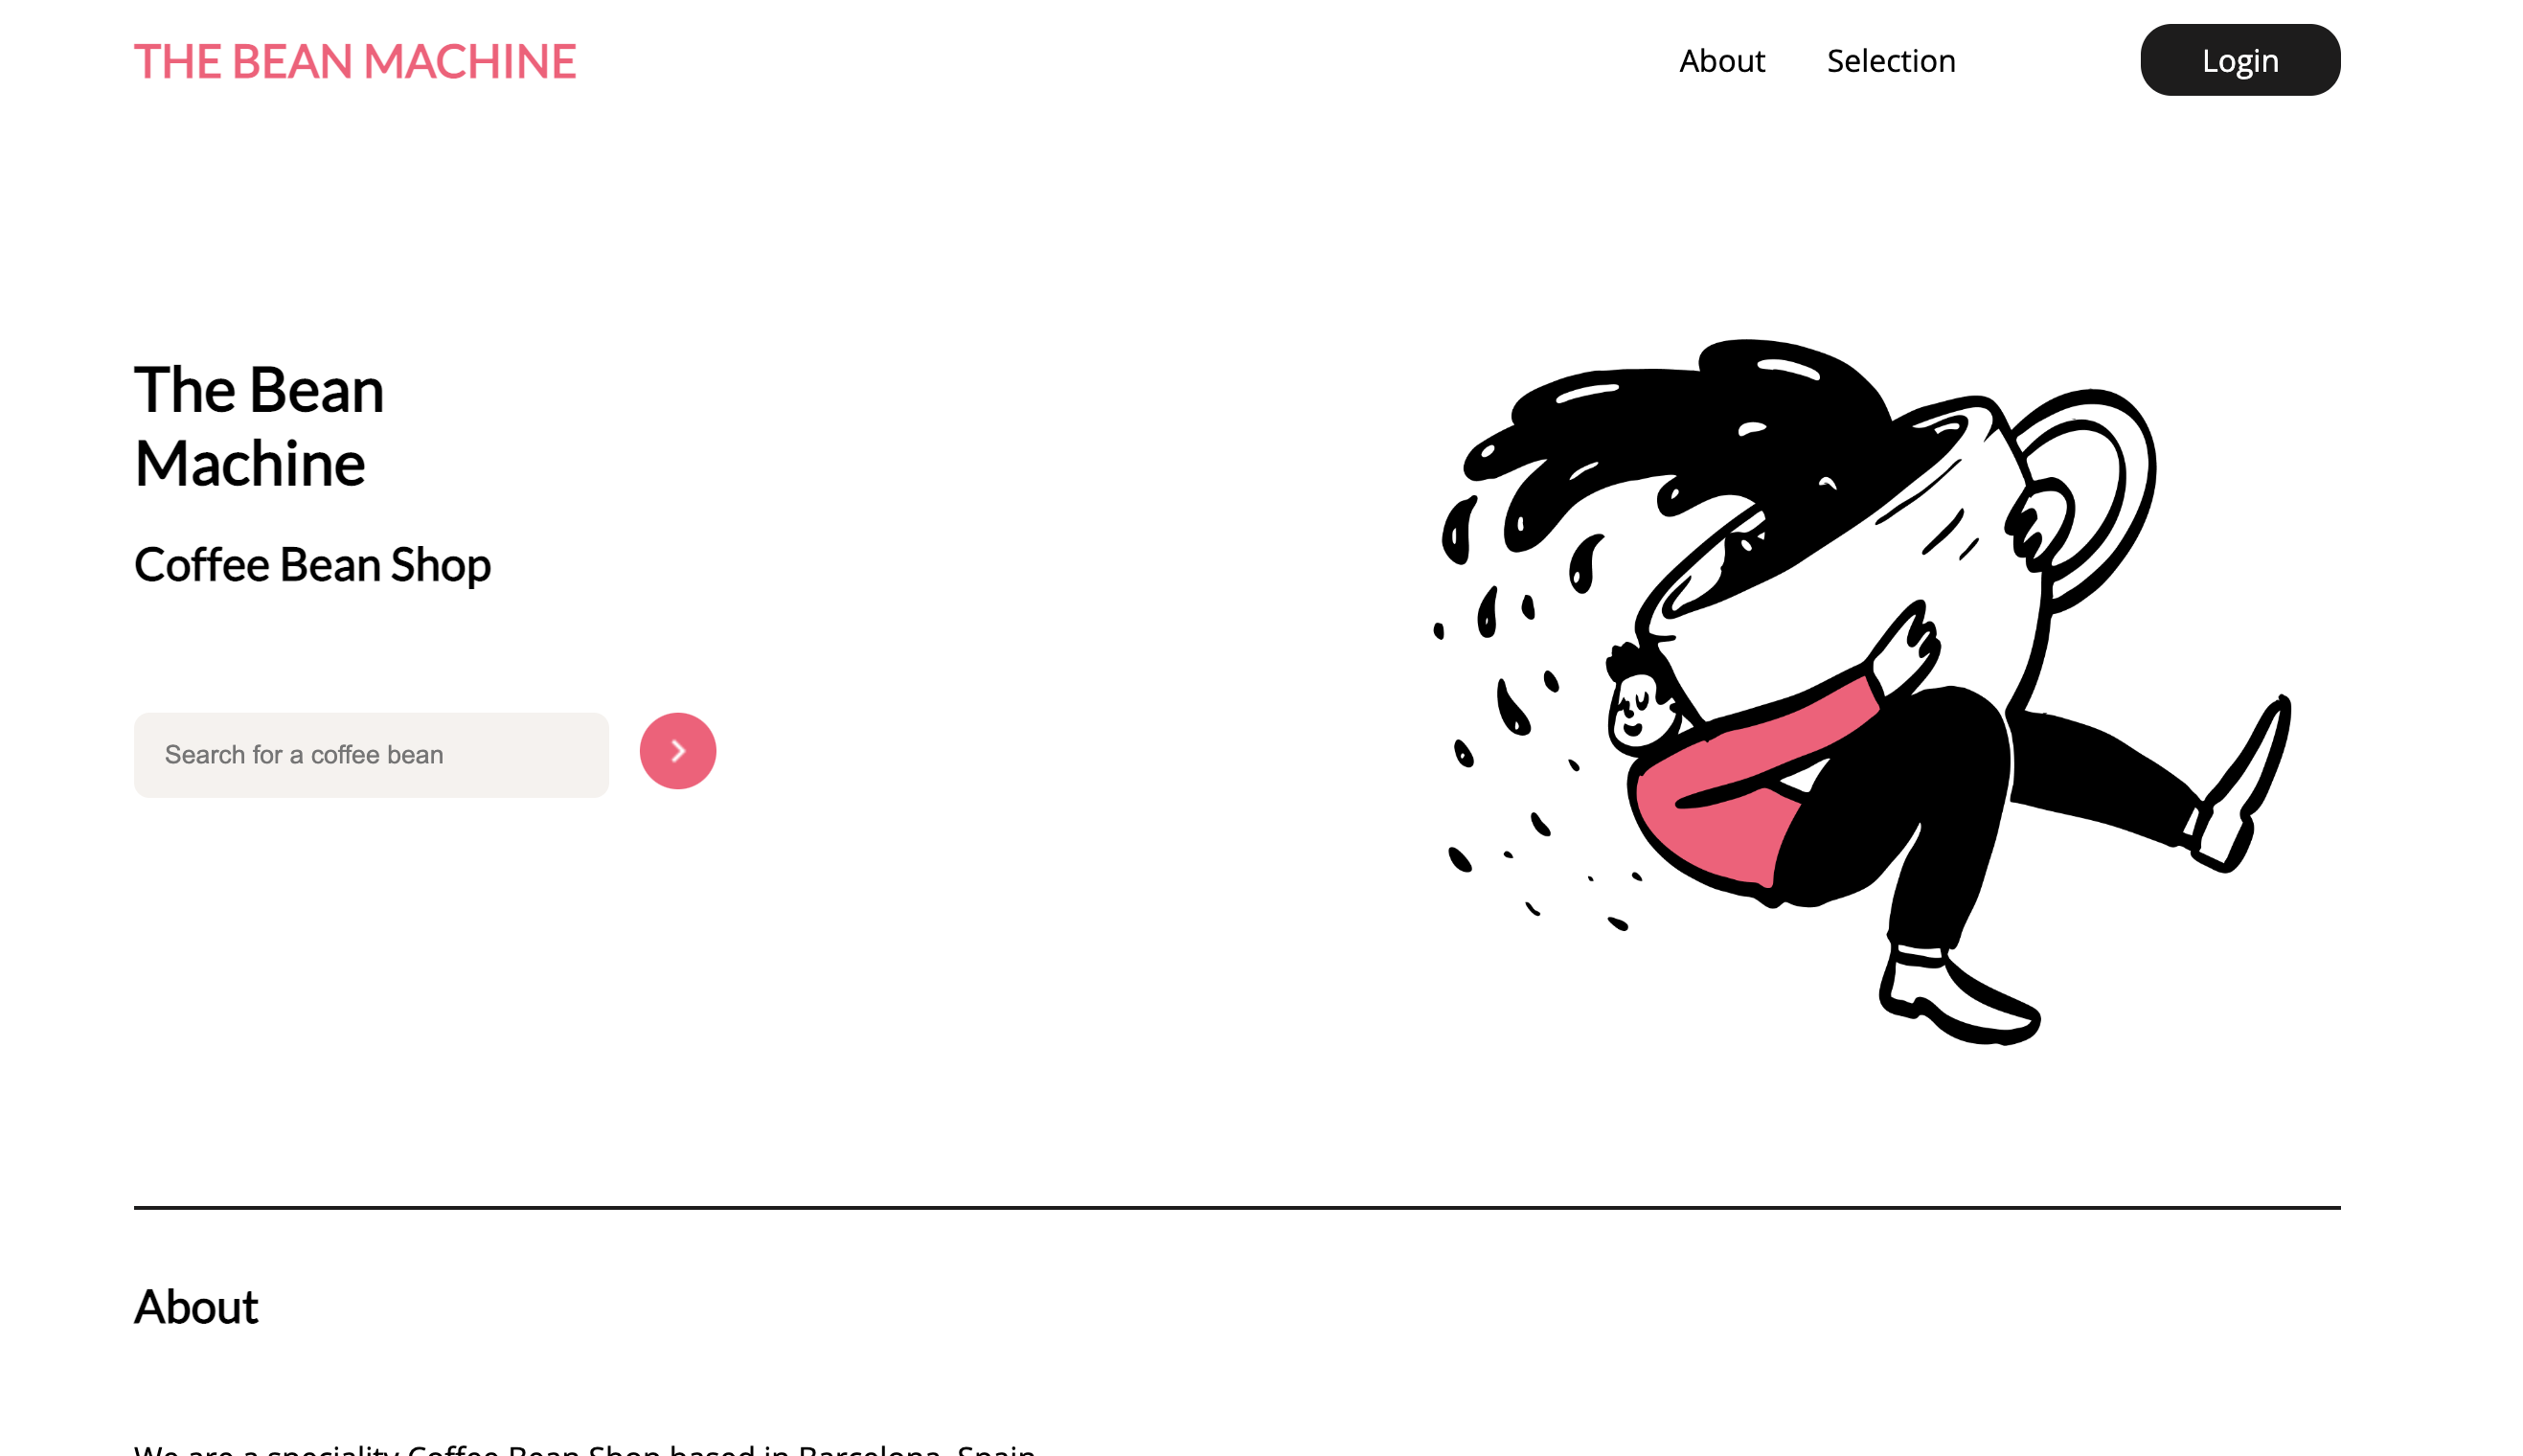 THE BEAN MACHINE
About
Selection
Login
The Bean
Machine
Coffee Bean Shop
Search for a coffee bean
About
We are a speciality Coffee Bean Shop based in Barcelona, Spain